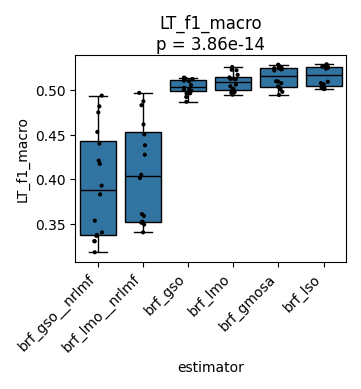 LT_f1_macro
p = 3.86e-14
LT_f1_macro
0.50
0.45
0.40
0.35
brf_gso__nrlmf
brf_lmo__nrlmf
brf_gso
brf_lmo
brf_gmosa
brf_lso
estimator